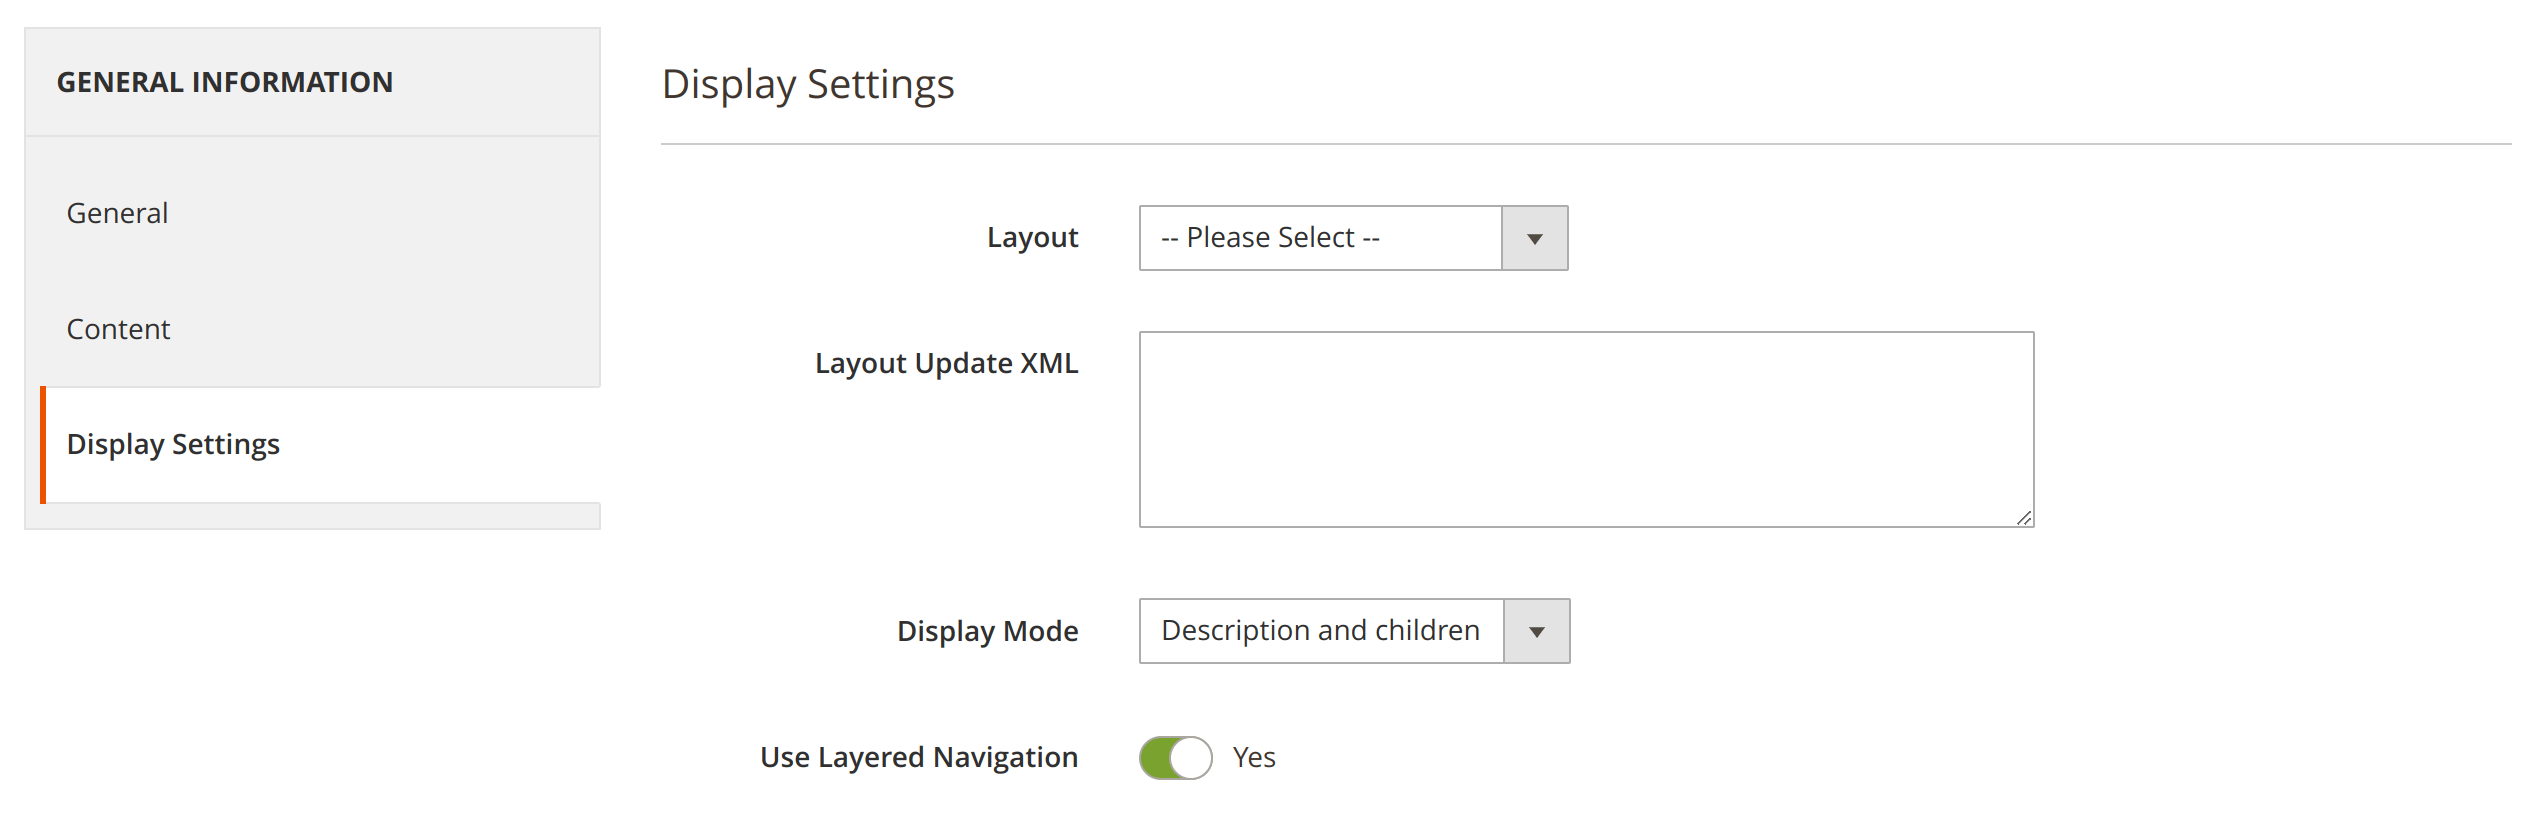 GENERAL INFORMATION
General
Content
Display Settings
Display Settings
Layout
-- Please Select --
Layout Update XML
Display Mode
Description and children
Use Layered Navigation
Yes